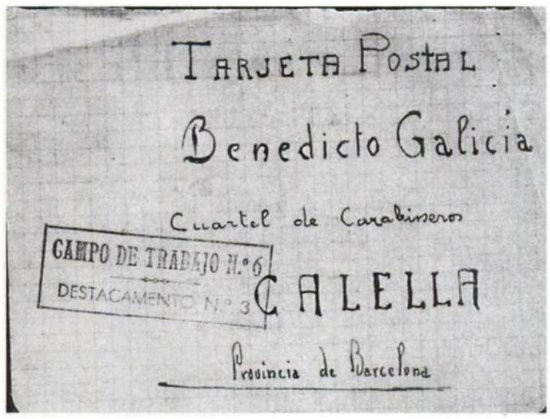 TARJETA POSTAL
Benedicto Galicia
Cuartel de Carabineros
CAMPO DE TRABAJO N.º 6
DESTACAMENTO N.º 3
CALELLA
Provincia de Barcelona